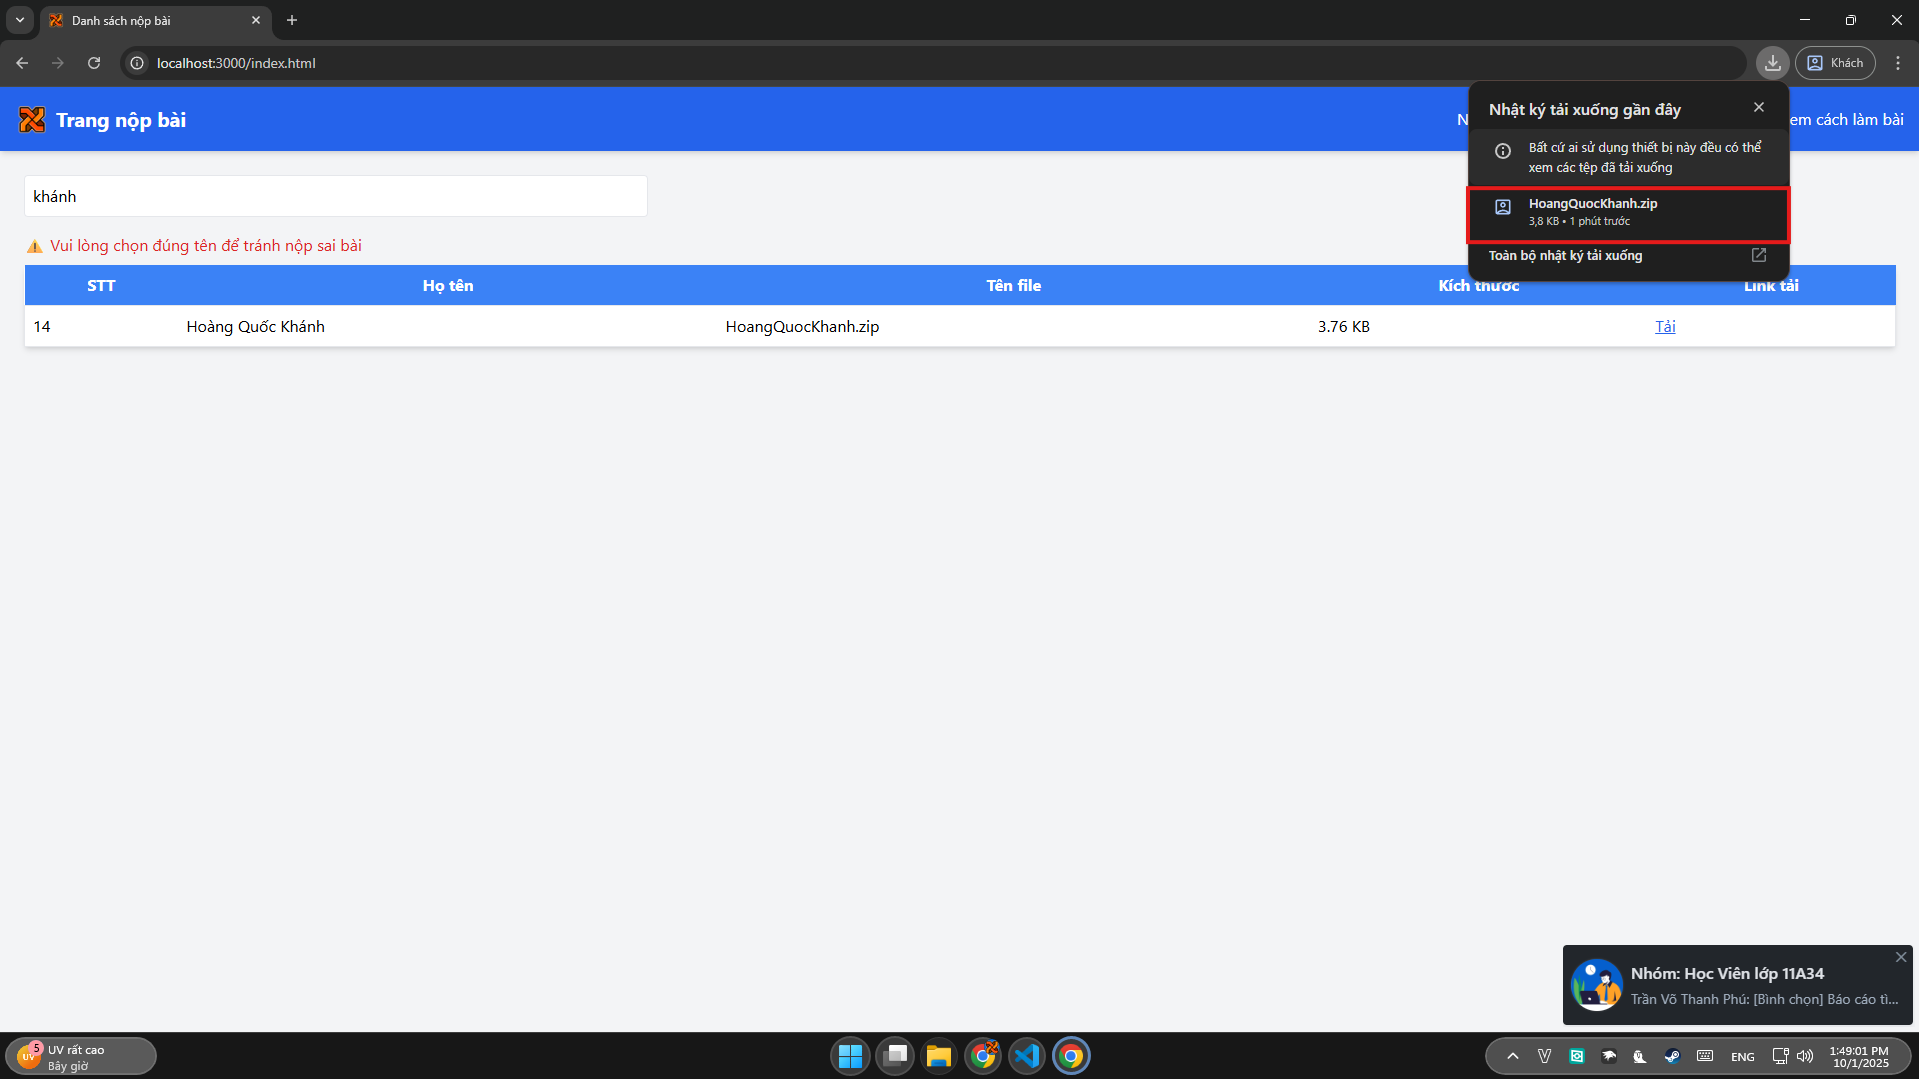 Danh sách nộp bài
localhost:3000/index.html
Khách
Trang nộp bài
N
em cách làm bài
Nhật ký tải xuống gần đây
Bất cứ ai sử dụng thiết bị này đều có thể
xem các tệp đã tải xuống
HoangQuocKhanh.zip
3,8 KB • 1 phút trước
Toàn bộ nhật ký tải xuống
khánh
⚠ Vui lòng chọn đúng tên để tránh nộp sai bài
STT Họ tên Tên file Kích thước Link tải
14 Hoàng Quốc Khánh HoangQuocKhanh.zip 3.76 KB Tải
Nhóm: Học Viên lớp 11A34
Trần Võ Thanh Phú: [Bình chọn] Báo cáo tì...
UV 5
UV rất cao
Bây giờ
ENG
1:49:01 PM
10/1/2025